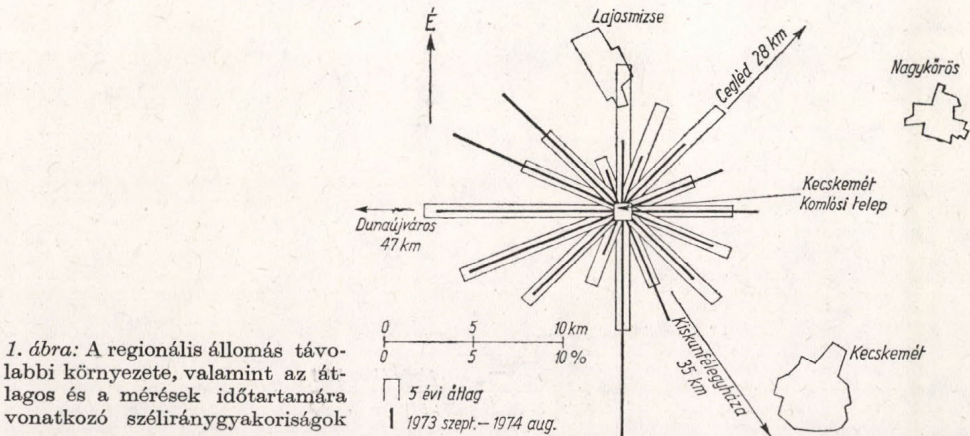 É
Lajosmizse
Cegléd 28 km
Nagykőrös
Kecskemét
Komlósi telep
Dunaújváros
47 km
Kiskunfélegyháza
35 km
Kecskemét
0 5 10 km
0 5 10 %
5 évi átlag
1973 szept.– 1974 aug.
1. ábra: A regionális állomás távo-
labbi környezete, valamint az át-
lagos és a mérések időtartamára
vonatkozó széliránygyakoriságok